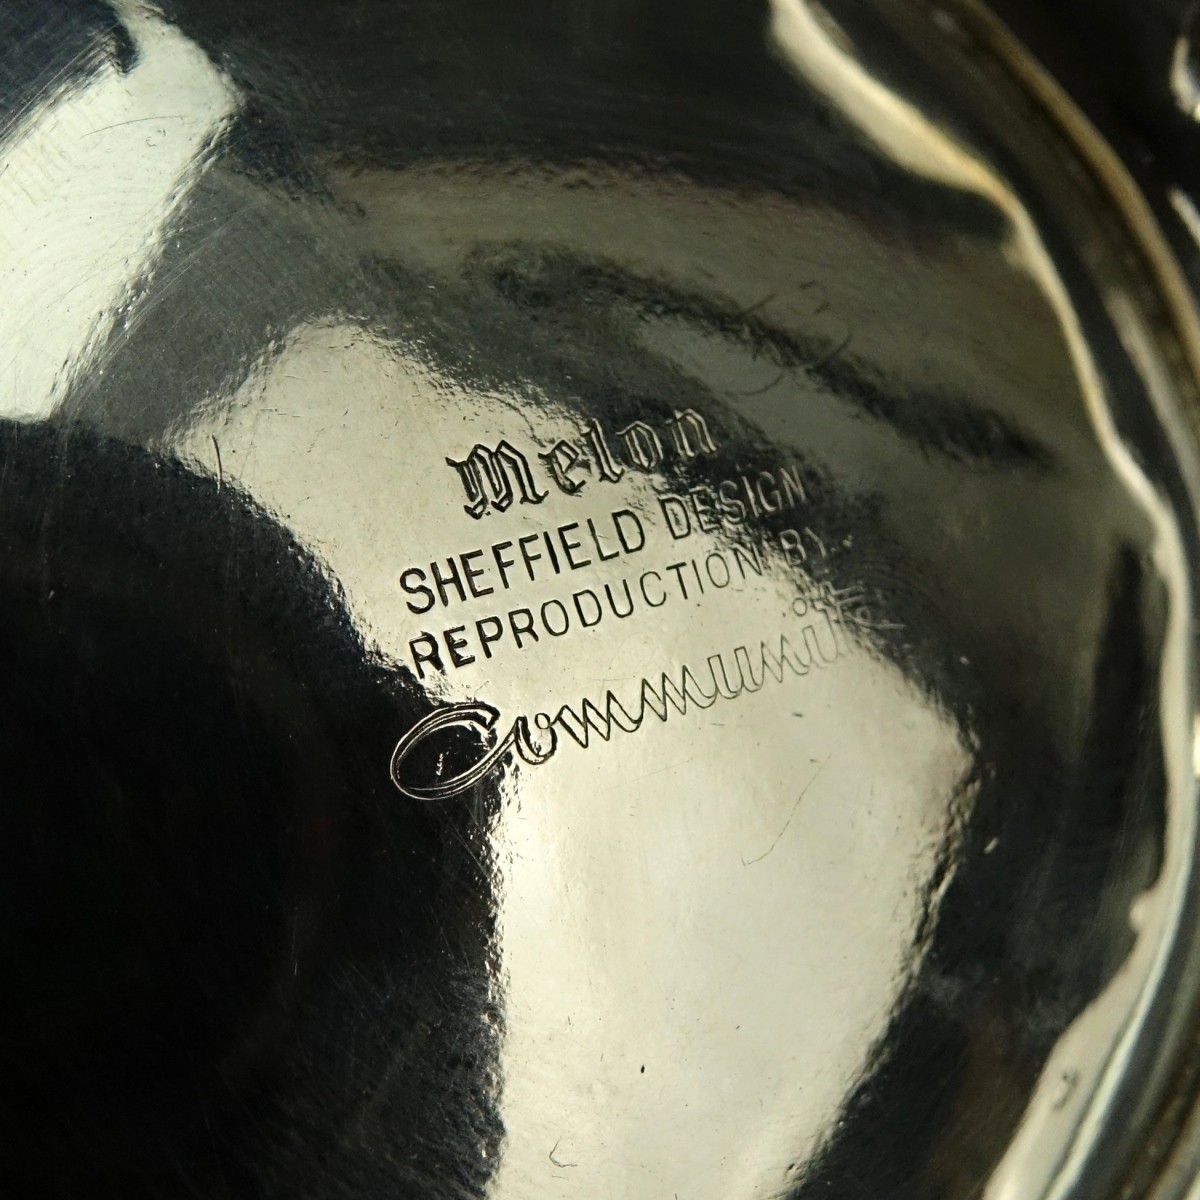 Melon
SHEFFIELD DESIGN
REPRODUCTION BY
Community